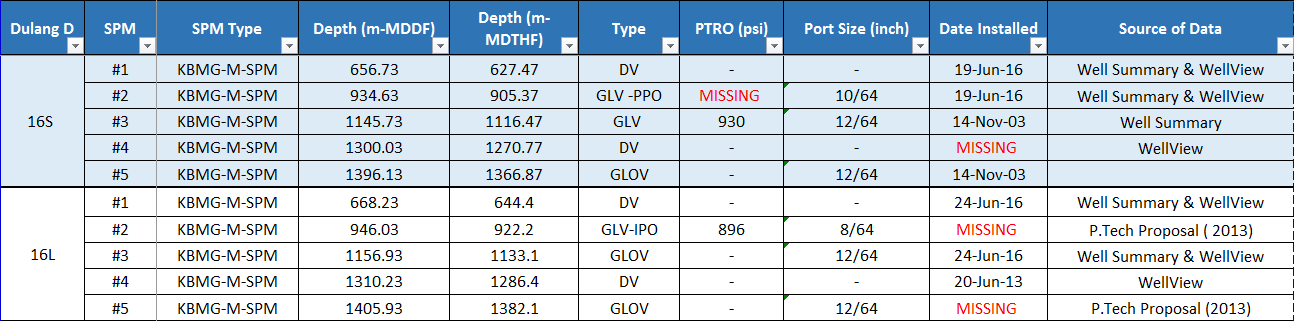 Dulang D SPM SPM Type Depth (m-MDDF) Depth (m-MDTHF) Type PTRO (psi) Port Size (inch) Date Installed Source of Data
16S
#1 KBMG-M-SPM 656.73 627.47 DV - - 19-Jun-16 Well Summary & WellView
#2 KBMG-M-SPM 934.63 905.37 GLV -PPO MISSING 10/64 19-Jun-16 Well Summary & WellView
#3 KBMG-M-SPM 1145.73 1116.47 GLV 930 12/64 14-Nov-03 Well Summary
#4 KBMG-M-SPM 1300.03 1270.77 DV - - MISSING WellView
#5 KBMG-M-SPM 1396.13 1366.87 GLOV - 12/64 14-Nov-03
16L
#1 KBMG-M-SPM 668.23 644.4 DV - - 24-Jun-16 Well Summary & WellView
#2 KBMG-M-SPM 946.03 922.2 GLV-IPO 896 8/64 MISSING P.Tech Proposal ( 2013)
#3 KBMG-M-SPM 1156.93 1133.1 GLOV - 12/64 24-Jun-16 Well Summary & WellView
#4 KBMG-M-SPM 1310.23 1286.4 DV - - 20-Jun-13 WellView
#5 KBMG-M-SPM 1405.93 1382.1 GLOV - 12/64 MISSING P.Tech Proposal (2013)